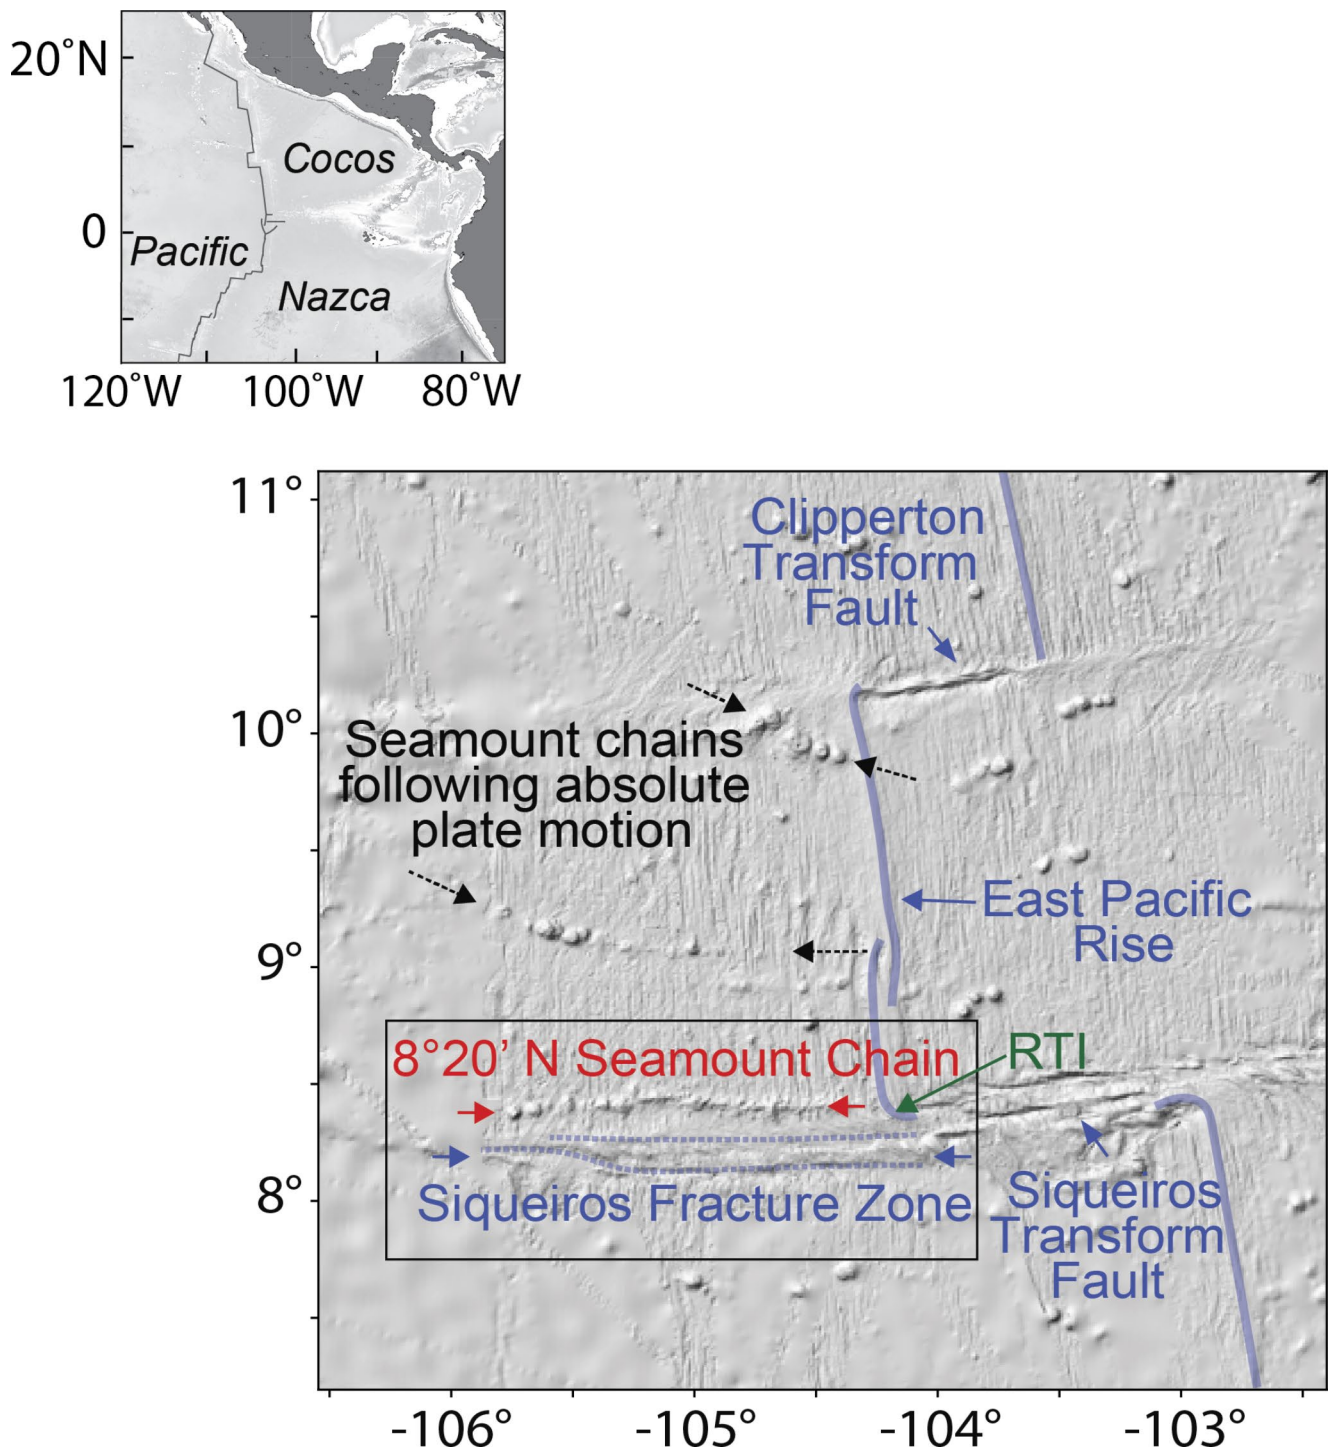 20°N
0
Cocos
Pacific
Nazca
120°W
100°W
80°W
11°
10°
9°
8°
Clipperton
Transform
Fault
Seamount chains
following absolute
plate motion
East Pacific
Rise
RTI
8°20’ N Seamount Chain
Siqueiros Fracture Zone
Siqueiros
Transform
Fault
-106°
-105°
-104°
-103°